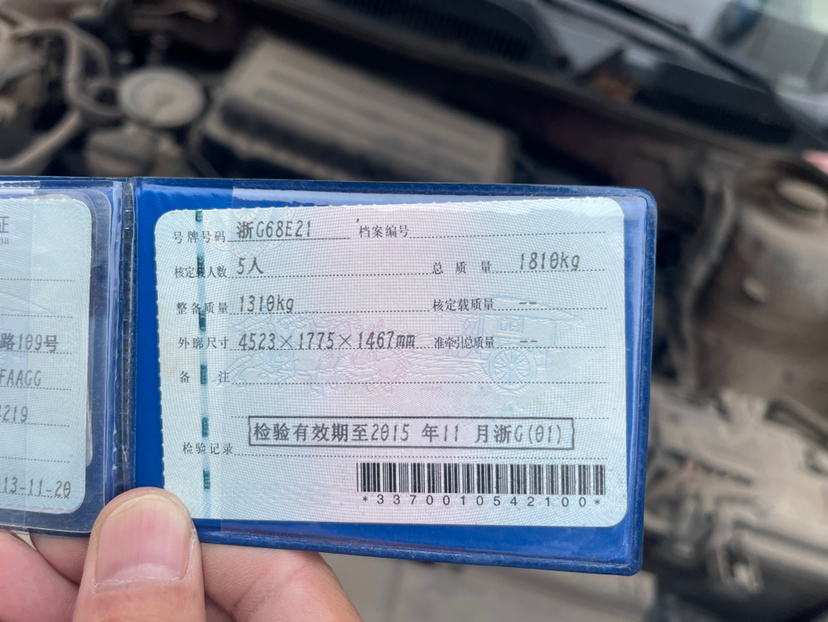 证
路109号
FAAGG
4219
13-11-20
号牌号码 浙G68E21 档案编号
核定载人数 5人 总质量 1810kg
整备质量 1310kg 核定载质量 --
外廓尺寸 4523×1775×1467mm 准牵引总质量 --
备注
检验记录 检验有效期至2015 年11 月浙G(01)
*3370010542100*